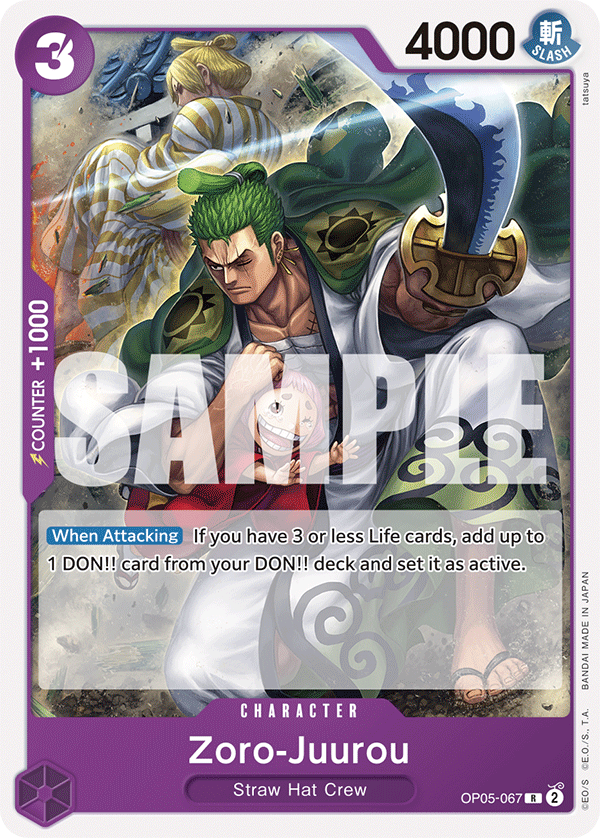 3
4000
斬
SLASH
tatsuya
COUNTER +1000
SAMPLE
When Attacking If you have 3 or less Life cards, add up to
1 DON!! card from your DON!! deck and set it as active.
CHARACTER
Zoro-Juurou
Straw Hat Crew
OP05-067 R 2
©EO/S ©E.O./S., T.A. BANDAI MADE IN JAPAN